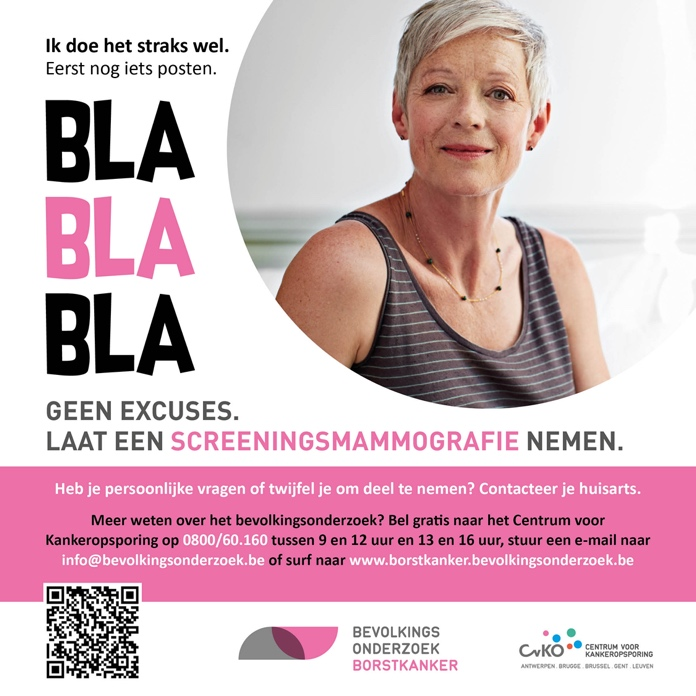 Ik doe het straks wel.
Eerst nog iets posten.
BLA
BLA
BLA
GEEN EXCUSES.
LAAT EEN SCREENINGSMAMMOGRAFIE NEMEN.
Heb je persoonlijke vragen of twijfel je om deel te nemen? Contacteer je huisarts.
Meer weten over het bevolkingsonderzoek? Bel gratis naar het Centrum voor
Kankeropsporing op 0800/60.160 tussen 9 en 12 uur en 13 en 16 uur, stuur een e-mail naar
info@bevolkingsonderzoek.be of surf naar www.borstkanker.bevolkingsonderzoek.be
BEVOLKINGS
ONDERZOEK
BORSTKANKER
CvKO
CENTRUM VOOR
KANKEROPSPORING
ANTWERPEN . BRUGGE . BRUSSEL . GENT . LEUVEN